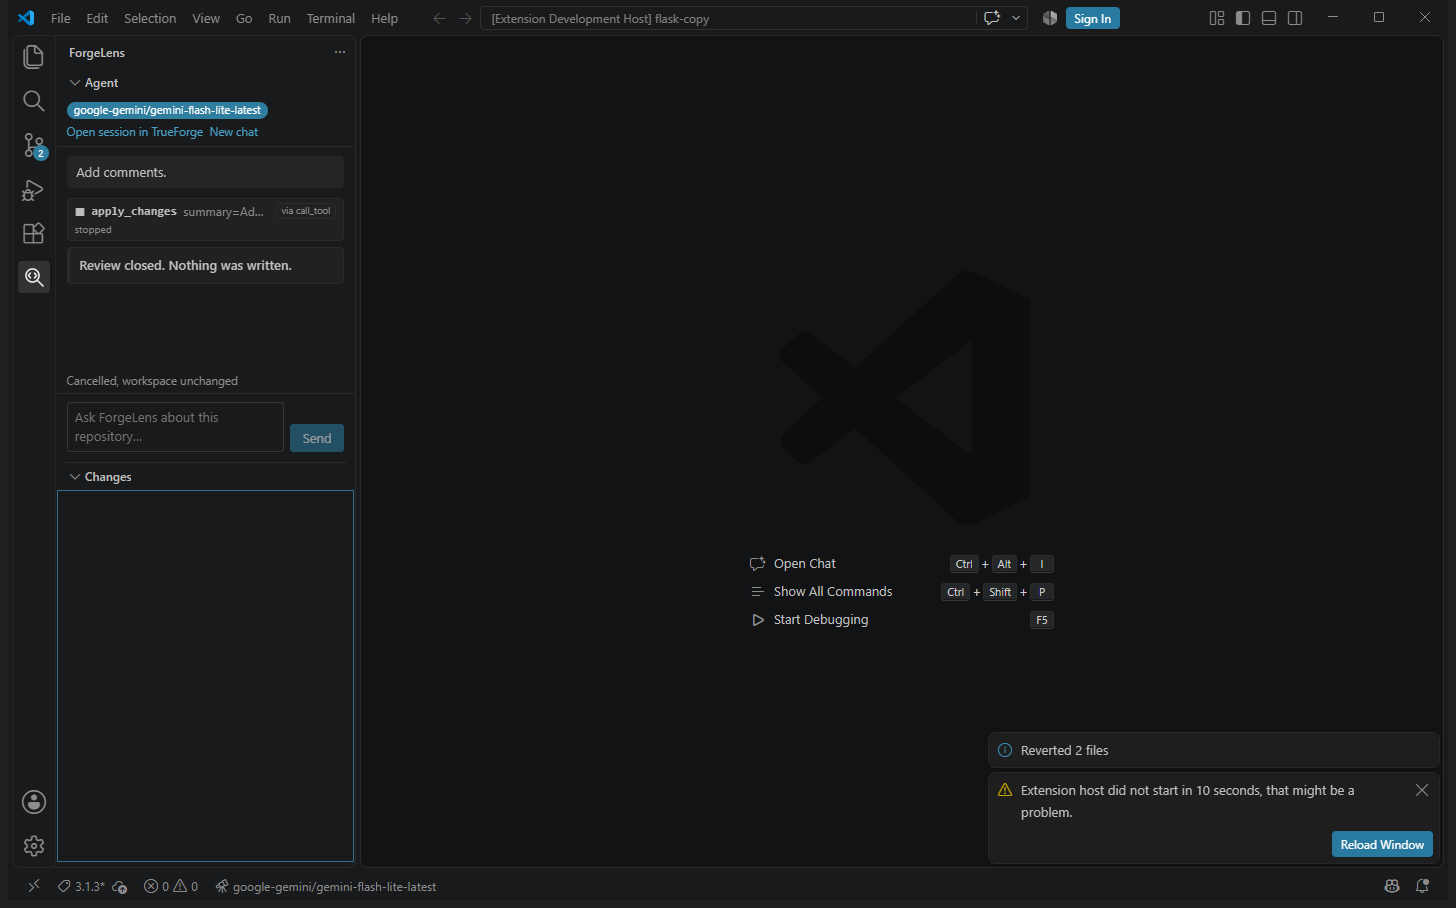 File Edit Selection View Go Run Terminal Help
[Extension Development Host] flask-copy
Sign In
ForgeLens
Agent
google-gemini/gemini-flash-lite-latest
Open session in TrueForge New chat
2
Add comments.
apply_changes summary=Ad... via call_tool
stopped
Review closed. Nothing was written.
Cancelled, workspace unchanged
Ask ForgeLens about this
repository...
Send
Changes
Open Chat Ctrl + Alt + I
Show All Commands Ctrl + Shift + P
Start Debugging F5
Reverted 2 files
Extension host did not start in 10 seconds, that might be a
problem.
Reload Window
3.1.3* 0 0 google-gemini/gemini-flash-lite-latest